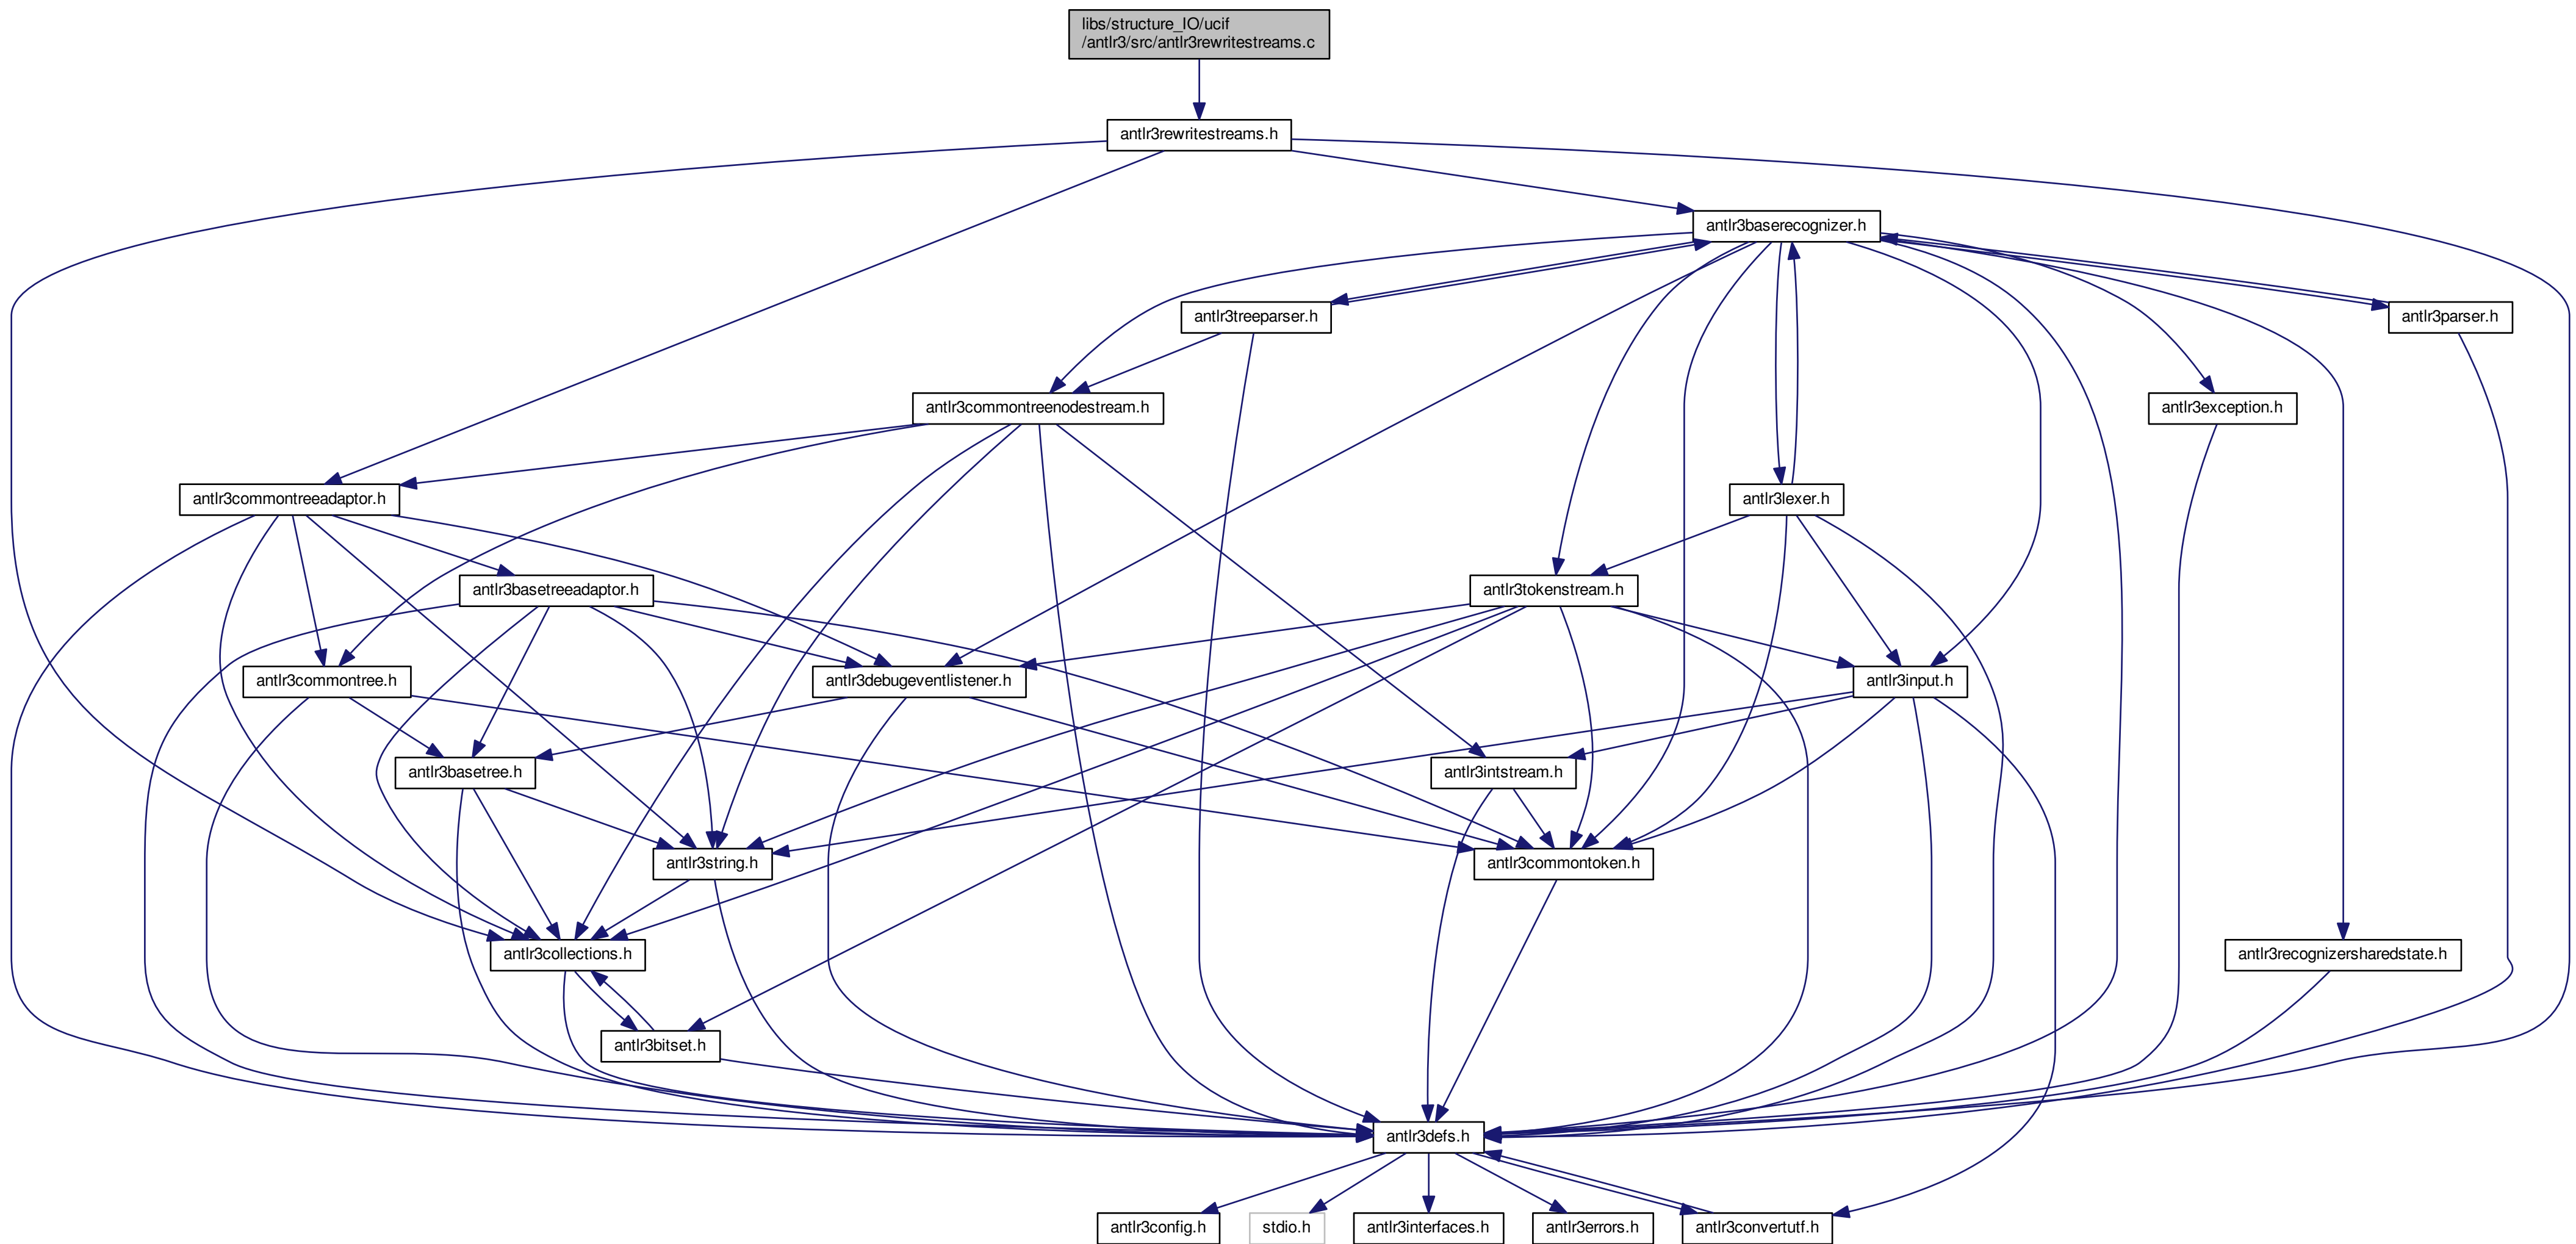 libs/structure_IO/ucif
/antlr3/src/antlr3rewritestreams.c
antlr3rewritestreams.h
antlr3baserecognizer.h
antlr3treeparser.h
antlr3parser.h
antlr3commontreenodestream.h
antlr3exception.h
antlr3commontreeadaptor.h
antlr3lexer.h
antlr3basetreeadaptor.h
antlr3tokenstream.h
antlr3commontree.h
antlr3debugeventlistener.h
antlr3input.h
antlr3basetree.h
antlr3intstream.h
antlr3string.h
antlr3commontoken.h
antlr3collections.h
antlr3recognizersharedstate.h
antlr3bitset.h
antlr3defs.h
antlr3config.h
stdio.h
antlr3interfaces.h
antlr3errors.h
antlr3convertutf.h